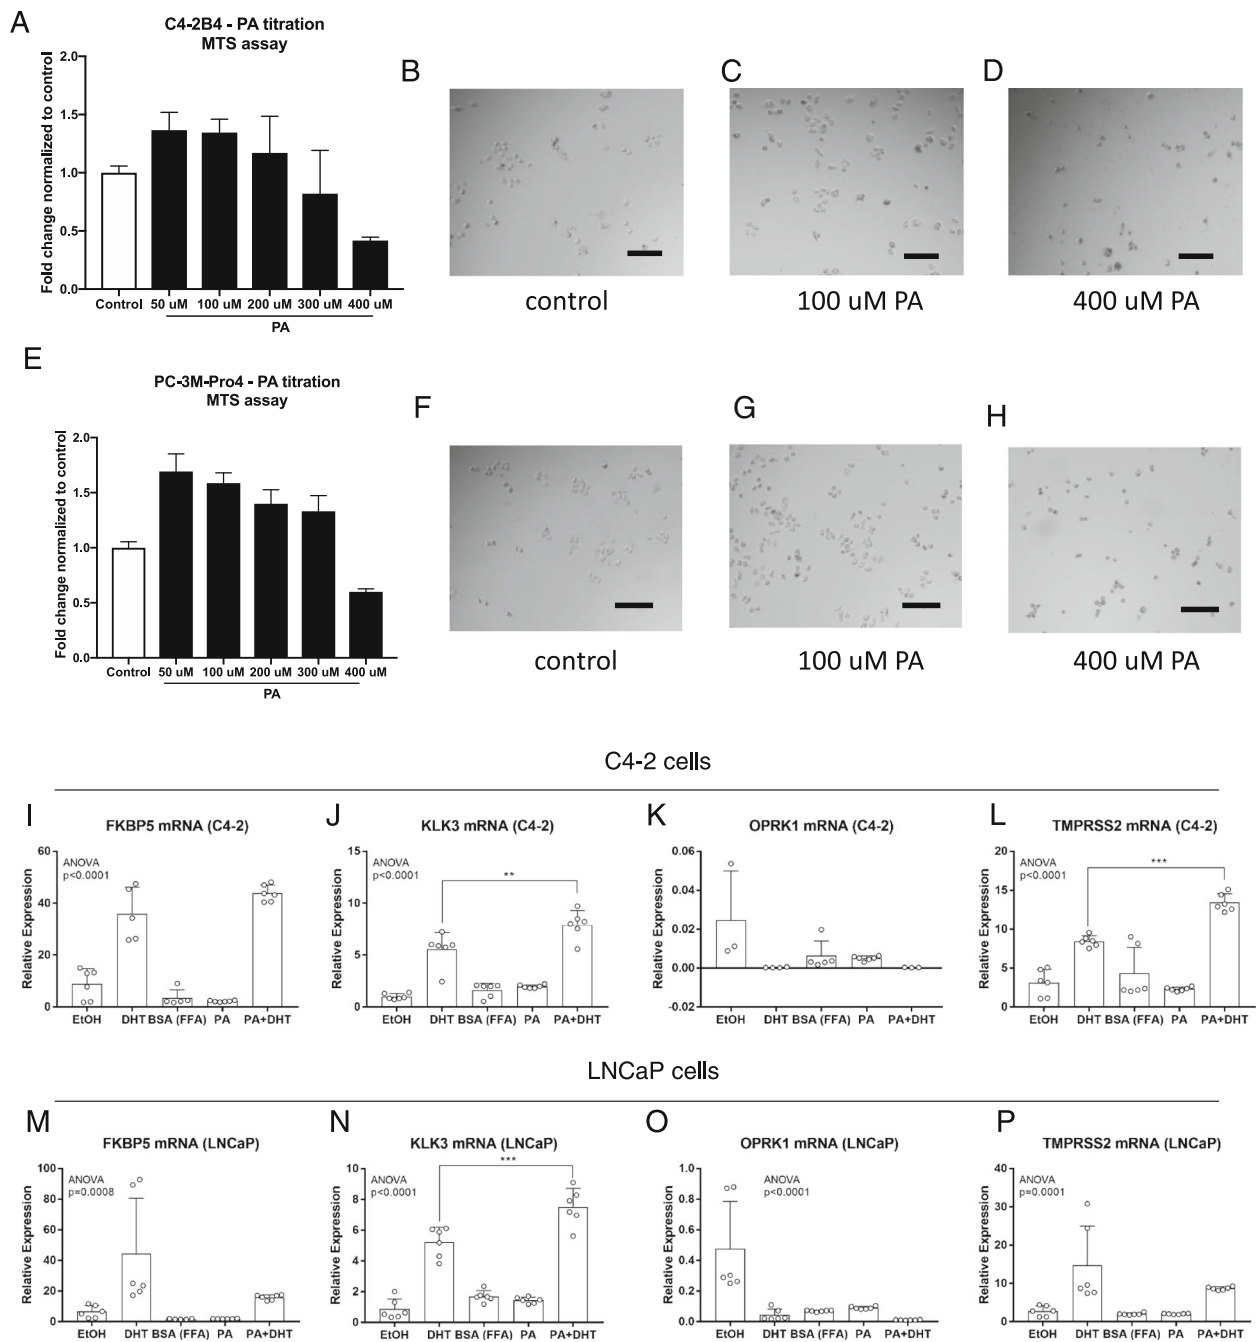 A
C4-2B4 - PA titration
MTS assay
Fold change normalized to control
2.0
1.5
1.0
0.5
0.0
Control 50 uM 100 uM 200 uM 300 uM 400 uM
PA
B
control
C
100 uM PA
D
400 uM PA
E
PC-3M-Pro4 - PA titration
MTS assay
Fold change normalized to control
2.0
1.5
1.0
0.5
0.0
Control 50 uM 100 uM 200 uM 300 uM 400 uM
PA
F
control
G
100 uM PA
H
400 uM PA
C4-2 cells
I
FKBP5 mRNA (C4-2)
Relative Expression
60
40
20
0
ANOVA
p<0.0001
EtOH DHT BSA (FFA) PA PA+DHT
J
KLK3 mRNA (C4-2)
Relative Expression
15
10
5
0
ANOVA
p<0.0001
**
EtOH DHT BSA (FFA) PA PA+DHT
K
OPRK1 mRNA (C4-2)
Relative Expression
0.06
0.04
0.02
0.00
-0.02
EtOH DHT BSA (FFA) PA PA+DHT
L
TMPRSS2 mRNA (C4-2)
Relative Expression
20
15
10
5
0
ANOVA
p<0.0001
***
EtOH DHT BSA (FFA) PA PA+DHT
LNCaP cells
M
FKBP5 mRNA (LNCaP)
Relative Expression
100
80
60
40
20
0
ANOVA
p=0.0008
EtOH DHT BSA (FFA) PA PA+DHT
N
KLK3 mRNA (LNCaP)
Relative Expression
10
8
6
4
2
0
ANOVA
p<0.0001
***
EtOH DHT BSA (FFA) PA PA+DHT
O
OPRK1 mRNA (LNCaP)
Relative Expression
1.0
0.8
0.6
0.4
0.2
0.0
ANOVA
p<0.0001
EtOH DHT BSA (FFA) PA PA+DHT
P
TMPRSS2 mRNA (LNCaP)
Relative Expression
40
30
20
10
0
ANOVA
p=0.0001
EtOH DHT BSA (FFA) PA PA+DHT